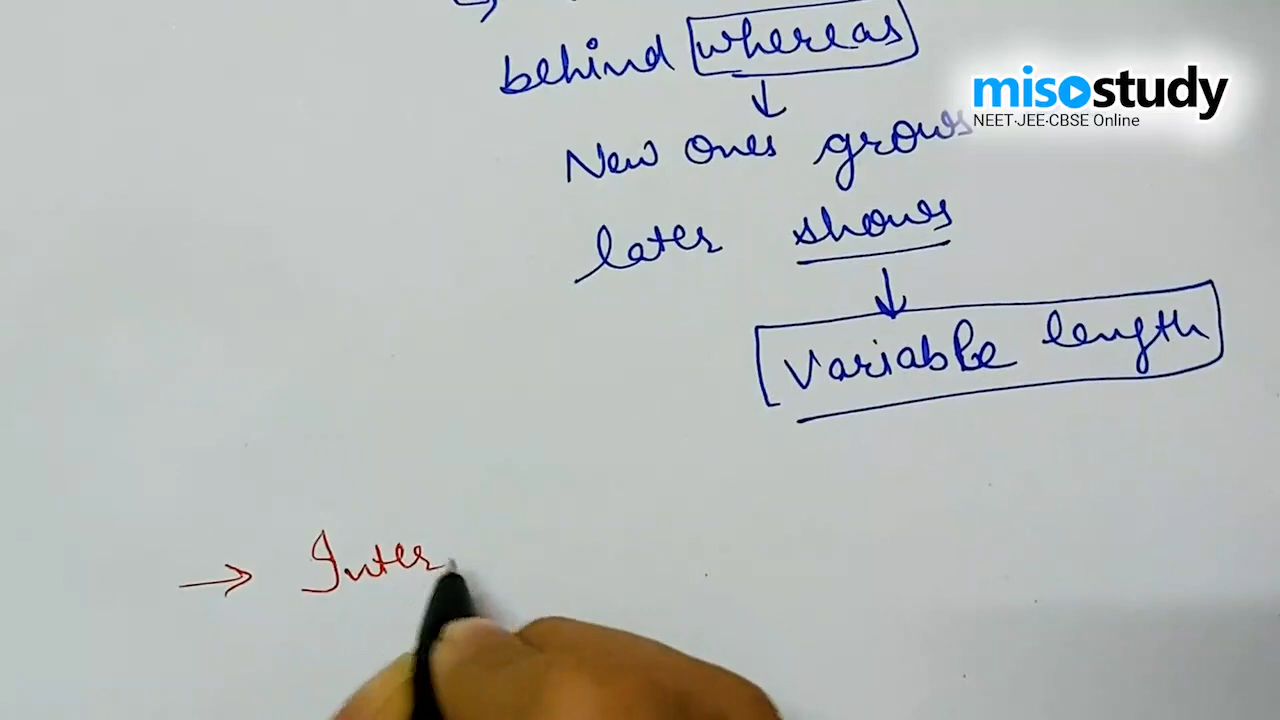 behind whereas
misostudy
NEET·JEE·CBSE Online
New ones grows
later shows
Variable length
→ Inter